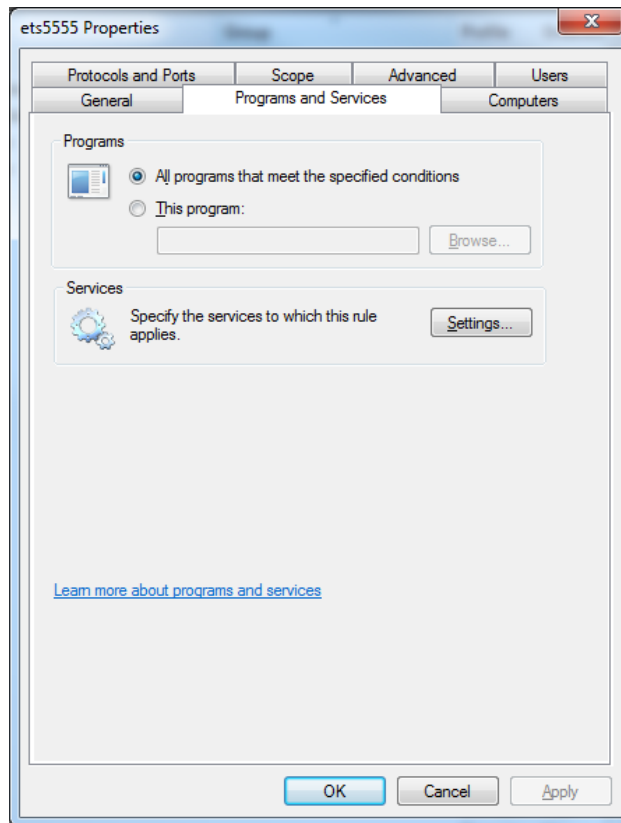 ets5555 Properties
Protocols and Ports Scope Advanced Users
General Programs and Services Computers
Programs
All programs that meet the specified conditions
This program:
Browse...
Services
Specify the services to which this rule
applies.
Settings...
Learn more about programs and services
OK Cancel Apply